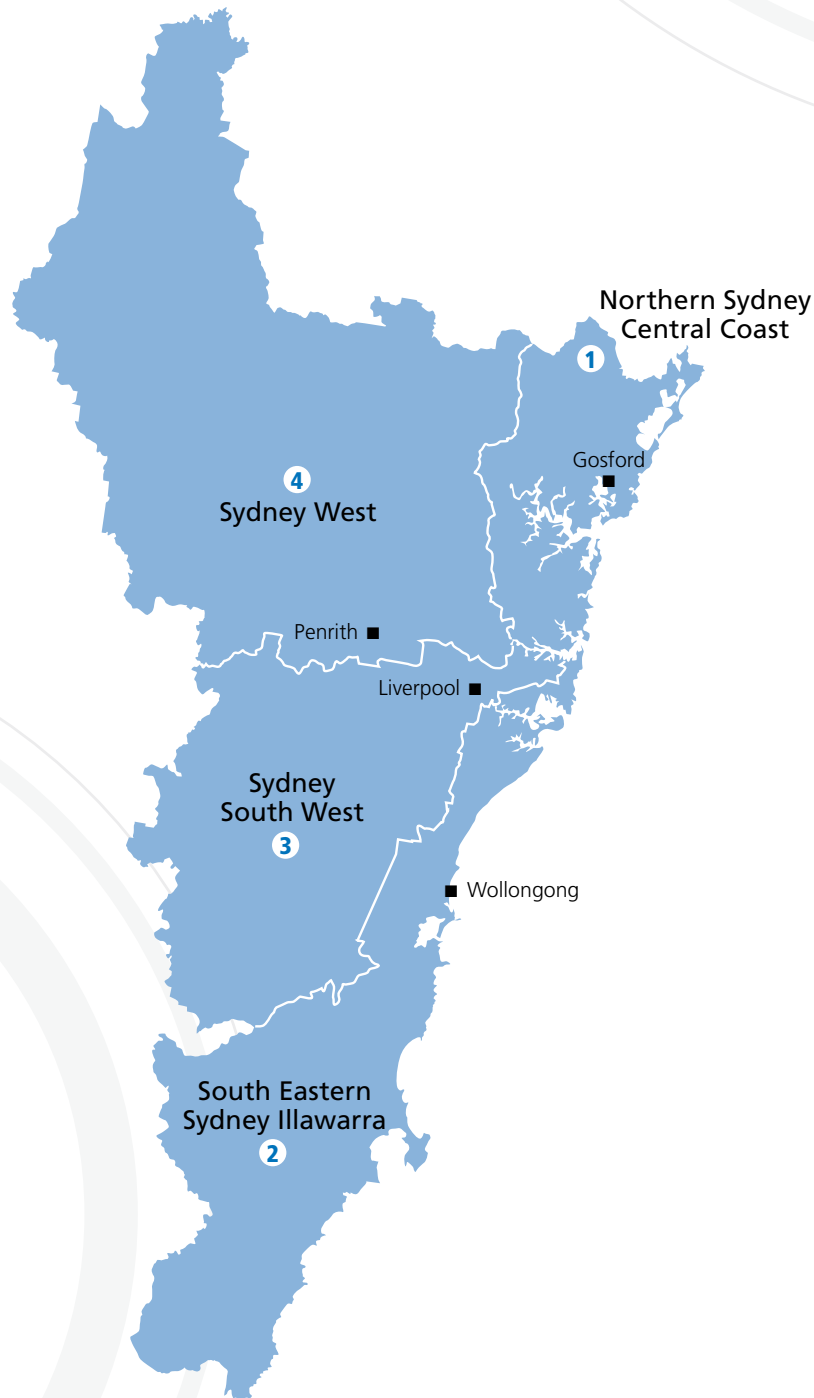 Northern Sydney
Central Coast
1
Gosford
4
Sydney West
Penrith
Liverpool
Sydney
South West
3
Wollongong
South Eastern
Sydney Illawarra
2